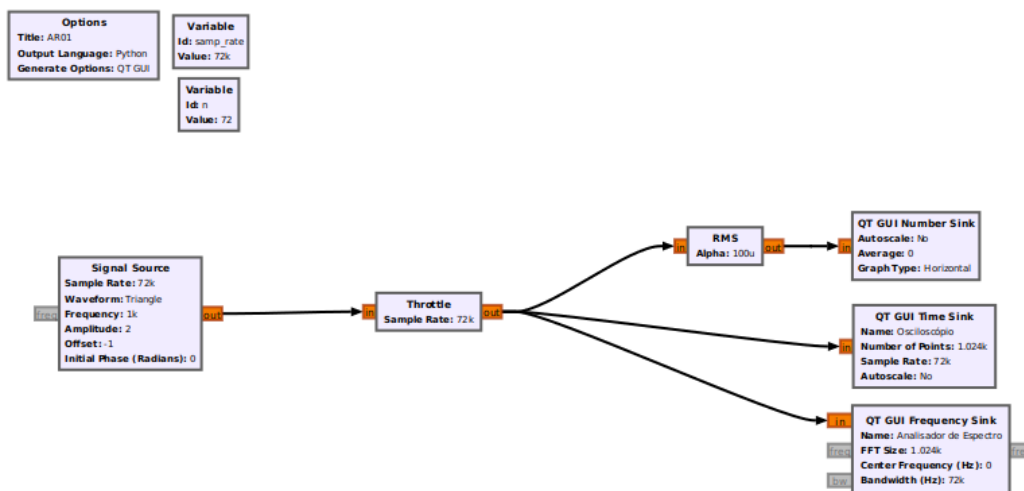 Options
Title: AR01
Output Language: Python
Generate Options: QT GUI
Variable
Id: samp_rate
Value: 72k
Variable
Id: n
Value: 72
Signal Source
Sample Rate: 72k
Waveform: Triangle
Frequency: 1k
Amplitude: 2
Offset: -1
Initial Phase (Radians): 0
freq
out
in
Throttle
Sample Rate: 72k
out
in
RMS
Alpha: 100u
out
in
QT GUI Number Sink
Autoscale: No
Average: 0
Graph Type: Horizontal
in
QT GUI Time Sink
Name: Osciloscópio
Number of Points: 1.024k
Sample Rate: 72k
Autoscale: No
in
freq
bw
QT GUI Frequency Sink
Name: Analisador de Espectro
FFT Size: 1.024k
Center Frequency (Hz): 0
Bandwidth (Hz): 72k